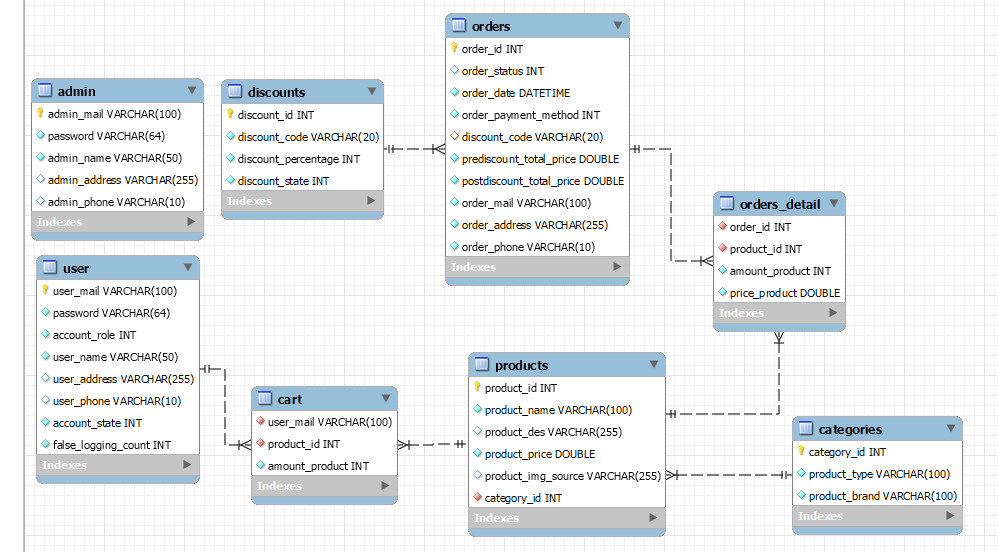 orders
order_id INT
order_status INT
order_date DATETIME
order_payment_method INT
discount_code VARCHAR(20)
prediscount_total_price DOUBLE
postdiscount_total_price DOUBLE
order_mail VARCHAR(100)
order_address VARCHAR(255)
order_phone VARCHAR(10)
Indexes
admin
admin_mail VARCHAR(100)
password VARCHAR(64)
admin_name VARCHAR(50)
admin_address VARCHAR(255)
admin_phone VARCHAR(10)
Indexes
discounts
discount_id INT
discount_code VARCHAR(20)
discount_percentage INT
discount_state INT
Indexes
orders_detail
order_id INT
product_id INT
amount_product INT
price_product DOUBLE
Indexes
user
user_mail VARCHAR(100)
password VARCHAR(64)
account_role INT
user_name VARCHAR(50)
user_address VARCHAR(255)
user_phone VARCHAR(10)
account_state INT
false_logging_count INT
Indexes
cart
user_mail VARCHAR(100)
product_id INT
amount_product INT
Indexes
products
product_id INT
product_name VARCHAR(100)
product_des VARCHAR(255)
product_price DOUBLE
product_img_source VARCHAR(255)
category_id INT
Indexes
categories
category_id INT
product_type VARCHAR(100)
product_brand VARCHAR(100)
Indexes